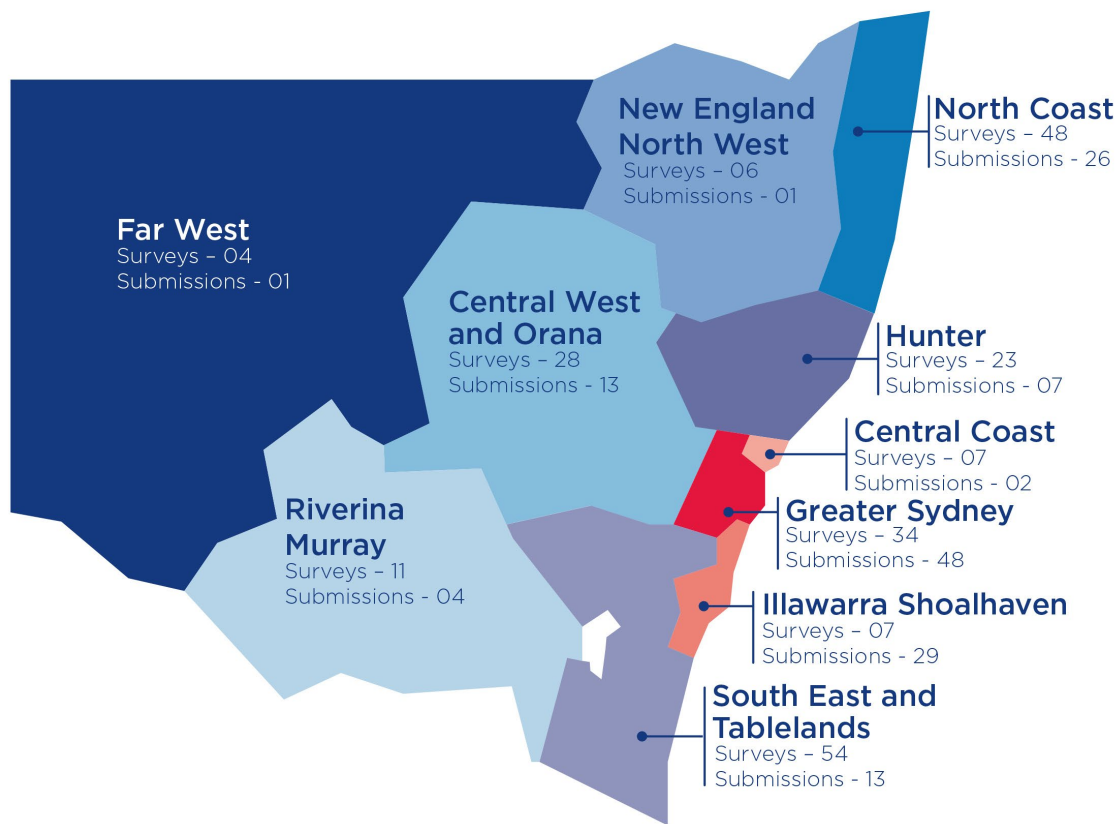 New England
North West
Surveys – 06
Submissions - 01
North Coast
Surveys – 48
Submissions - 26
Far West
Surveys – 04
Submissions - 01
Central West
and Orana
Surveys – 28
Submissions - 13
Hunter
Surveys – 23
Submissions - 07
Central Coast
Surveys – 07
Submissions - 02
Riverina
Murray
Surveys – 11
Submissions - 04
Greater Sydney
Surveys – 34
Submissions - 48
Illawarra Shoalhaven
Surveys – 07
Submissions - 29
South East and
Tablelands
Surveys – 54
Submissions - 13